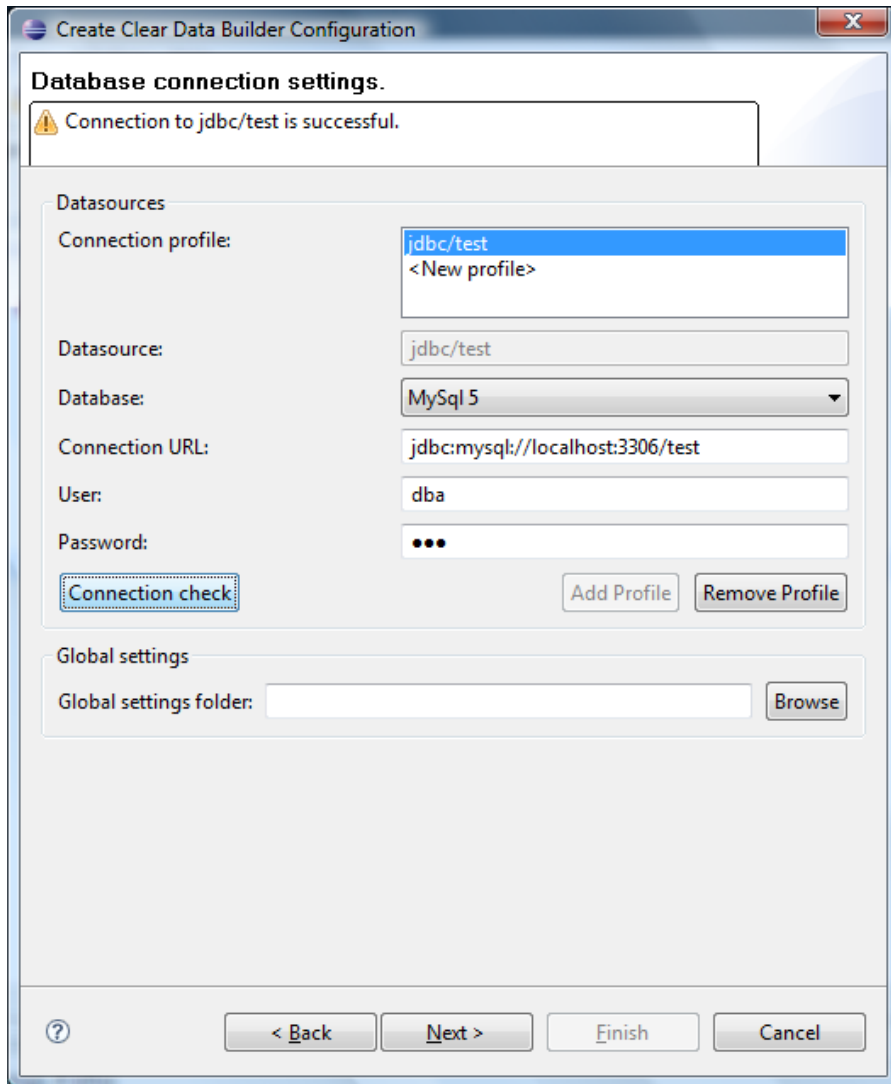 Create Clear Data Builder Configuration
Database connection settings.
Connection to jdbc/test is successful.
Datasources
Connection profile:
jdbc/test
<New profile>
Datasource:
jdbc/test
Database:
MySql 5
Connection URL:
jdbc:mysql://localhost:3306/test
User:
dba
Password:
●●●
Connection check
Add Profile
Remove Profile
Global settings
Global settings folder:
Browse
< Back
Next >
Finish
Cancel